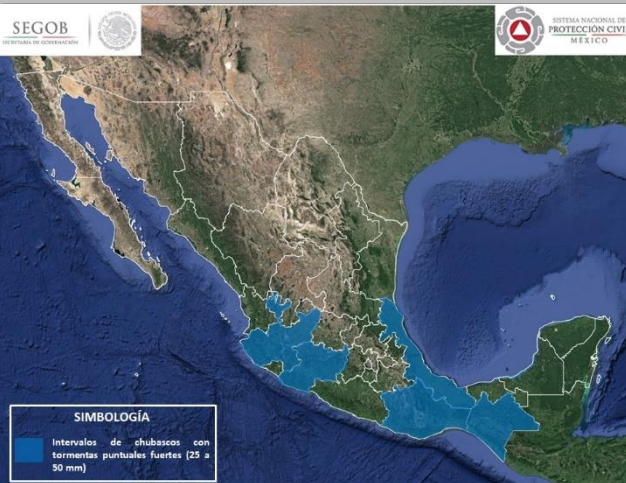 SEGOB
SECRETARÍA DE GOBERNACIÓN
SISTEMA NACIONAL DE
PROTECCIÓN CIVI
MÉXICO
SIMBOLOGÍA
Intervalos de chubascos con
tormentas puntuales fuertes (25 a
50 mm)